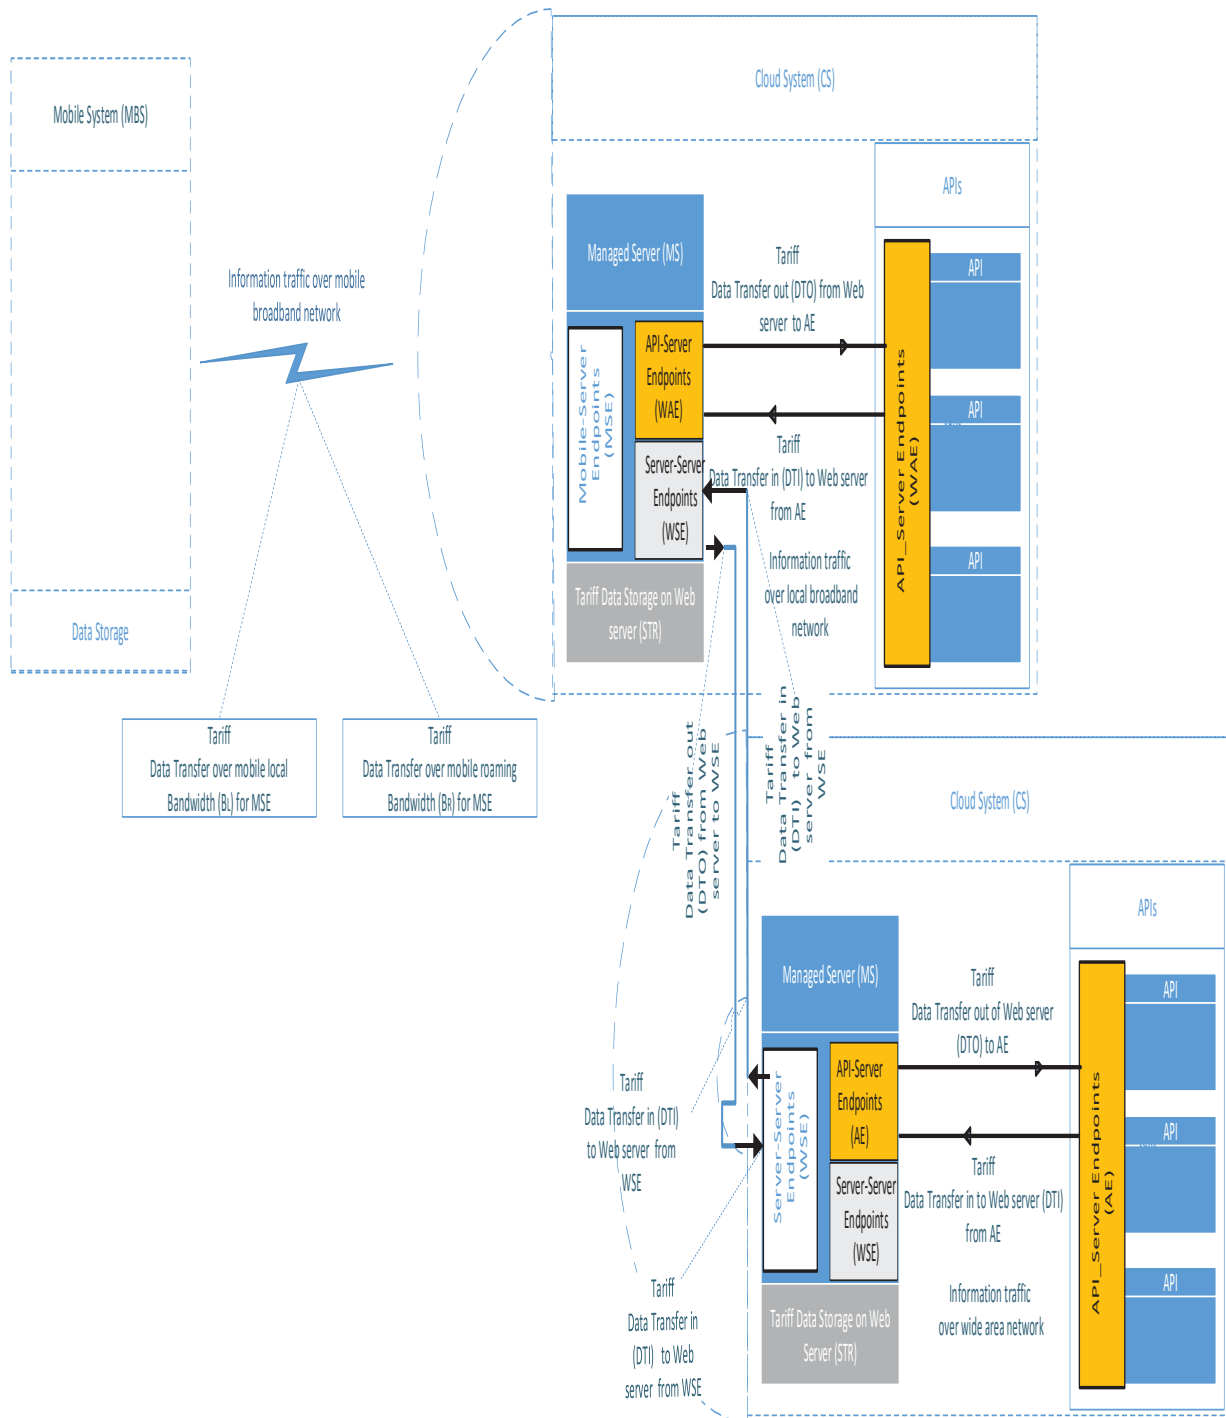 Cloud System (CS)
Mobile System (MBS)
APIs
Managed Server (MS)
Tariff
Data Transfer out (DTO) from Web
server to AE
API
Information traffic over mobile
broadband network
Mobile-Server
Endpoints
(MSE)
API-Server
Endpoints
(WAE)
API_Server Endpoints
(WAE)
API
Tariff
Data Transfer in (DTI) to Web server
from AE
Server-Server
Endpoints
(WSE)
Information traffic
over local broadband
network
API
Tariff Data Storage on Web
server (STR)
Data Storage
Tariff
Data Transfer over mobile local
Bandwidth (BL) for MSE
Tariff
Data Transfer over mobile roaming
Bandwidth (BR) for MSE
Tariff
Data Transfer out
(DTO) from Web
server to WSE
Tariff
Data Transfer in
(DTI) to Web
server from
WSE
Cloud System (CS)
APIs
Managed Server (MS)
Tariff
Data Transfer out of Web server
(DTO) to AE
API
Tariff
Data Transfer in (DTI)
to Web server from
WSE
Server-Server
Endpoints
(WSE)
API-Server
Endpoints
(AE)
API_Server Endpoints
(AE)
API
Tariff
Data Transfer in to Web server (DTI)
from AE
Server-Server
Endpoints
(WSE)
Information traffic
over wide area network
API
Tariff
Data Transfer in
(DTI) to Web
server from WSE
Tariff Data Storage on Web
Server (STR)